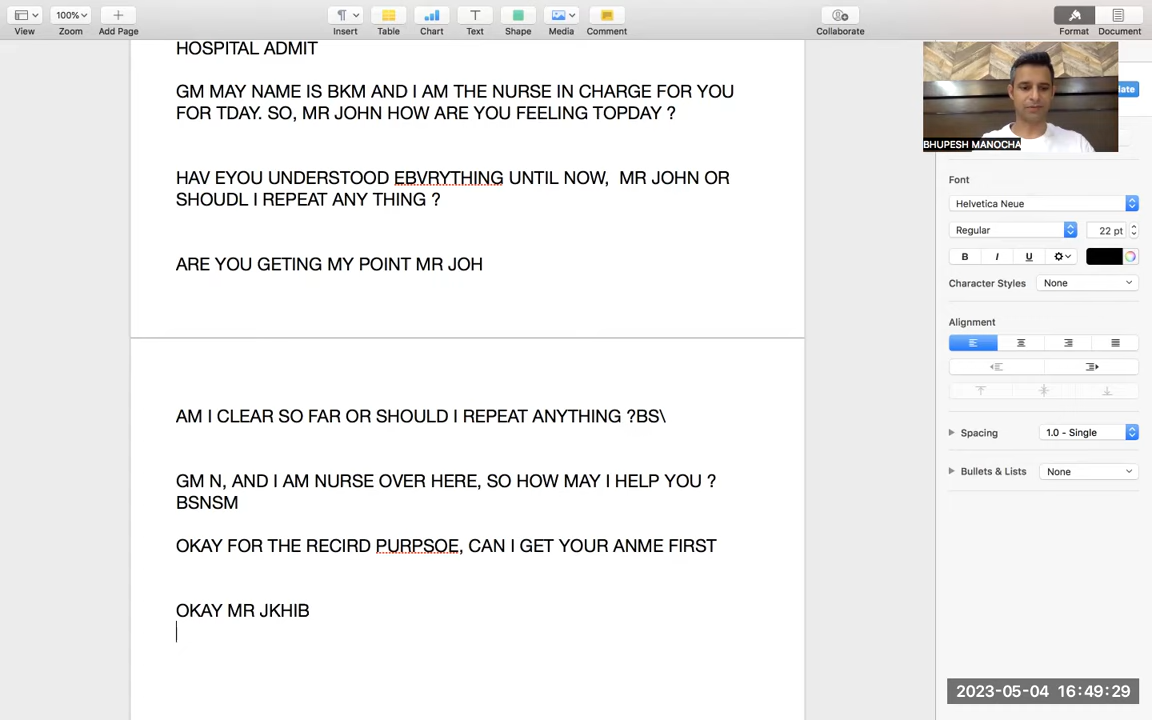 View
100%
Zoom
Add Page
Insert
Table
Chart
Text
Shape
Media
Comment
Collaborate
Format
Document
HOSPITAL ADMIT
GM MAY NAME IS BKM AND I AM THE NURSE IN CHARGE FOR YOU
FOR TDAY. SO, MR JOHN HOW ARE YOU FEELING TOPDAY ?
HAV EYOU UNDERSTOOD EBVRYTHING UNTIL NOW,  MR JOHN OR
SHOUDL I REPEAT ANY THING ?
ARE YOU GETING MY POINT MR JOH
AM I CLEAR SO FAR OR SHOULD I REPEAT ANYTHING ?BS\
GM N, AND I AM NURSE OVER HERE, SO HOW MAY I HELP YOU ?
BSNSM
OKAY FOR THE RECIRD PURPSOE, CAN I GET YOUR ANME FIRST
OKAY MR JKHIB
BHUPESH MANOCHA
Font
Helvetica Neue
Regular
22 pt
B I U
Character Styles
None
Alignment
Spacing
1.0 - Single
Bullets & Lists
None
2023-05-04 16:49:29